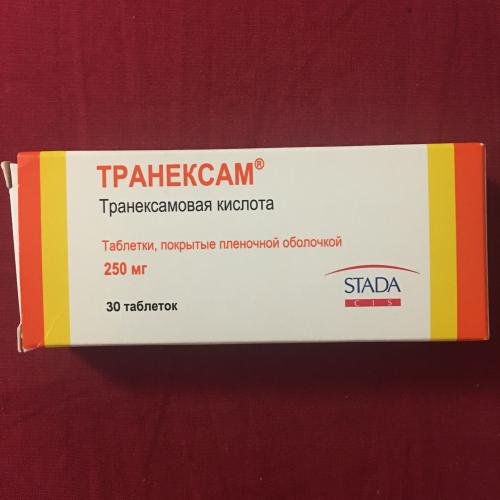 ТРАНЕКСАМ®
Транексамовая кислота
Таблетки, покрытые пленочной оболочкой
250 мг
30 таблеток
STADA
CIS